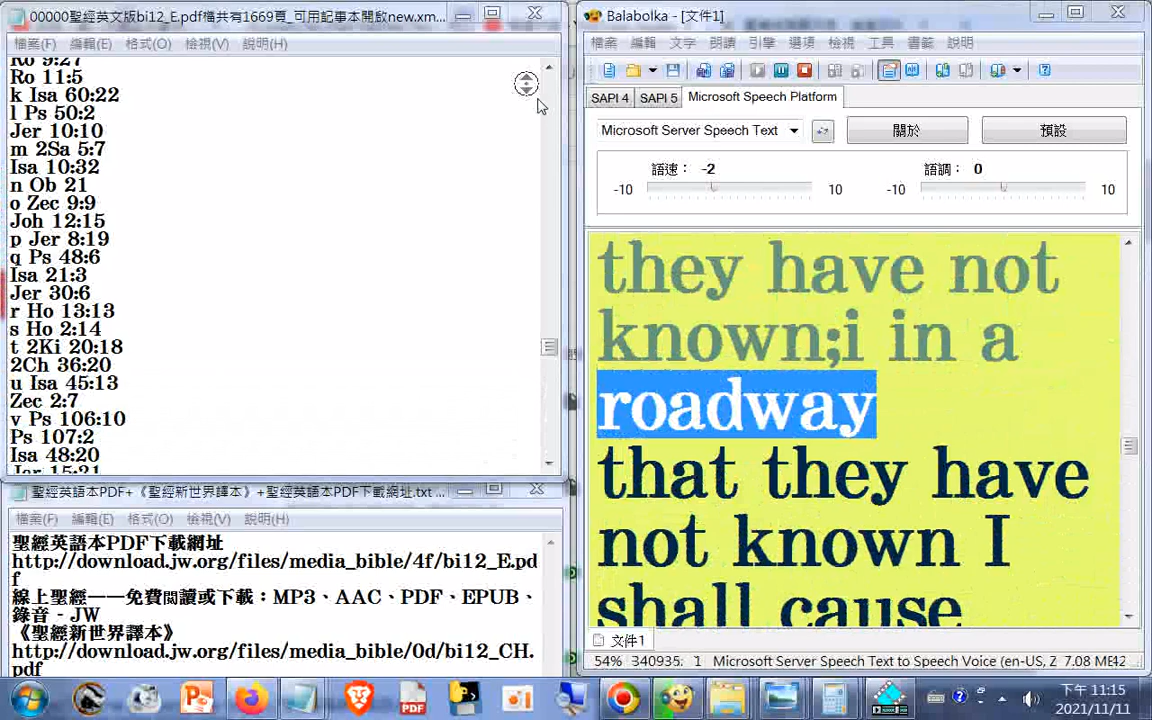 00000聖經英文版bi12_E.pdf檔共有1669頁_可用記事本開啟new.xm...
檔案(F) 編輯(E) 格式(O) 檢視(V) 說明(H)
Ro 9:27
Ro 11:5
k Isa 60:22
l Ps 50:2
Jer 10:10
m 2Sa 5:7
Isa 10:32
n Ob 21
o Zec 9:9
Joh 12:15
p Jer 8:19
q Ps 48:6
Isa 21:3
Jer 30:6
r Ho 13:13
s Ho 2:14
t 2Ki 20:18
2Ch 36:20
u Isa 45:13
Zec 2:7
v Ps 106:10
Ps 107:2
Isa 48:20
Jer 15:21
聖經英語本PDF+《聖經新世界譯本》+聖經英語本PDF下載網址.txt ...
檔案(F) 編輯(E) 格式(O) 檢視(V) 說明(H)
聖經英語本PDF下載網址
http://download.jw.org/files/media_bible/4f/bi12_E.pd
f
線上聖經——免費閱讀或下載：MP3、AAC、PDF、EPUB、
錄音 - JW
《聖經新世界譯本》
http://download.jw.org/files/media_bible/0d/bi12_CH.
pdf
Balabolka - [文件1]
檔案 編輯 文字 朗讀 引擎 選項 檢視 工具 書籤 說明
SAPI 4 SAPI 5 Microsoft Speech Platform
Microsoft Server Speech Text 關於 預設
語速： -2 語調： 0
-10 10 -10 10
they have not
known;i in a
roadway
that they have
not known I
shall cause
文件1
54% 340935: 1 Microsoft Server Speech Text to Speech Voice (en-US, Z 7.08 ME42
PDF
下午 11:15
2021/11/11